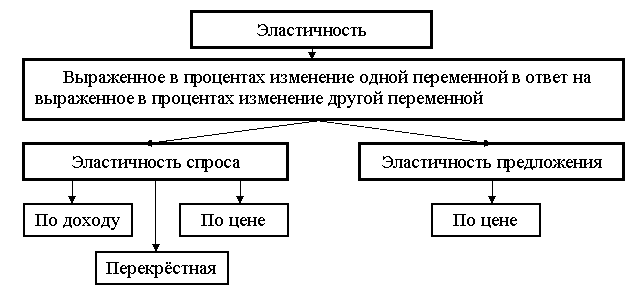 Эластичность
Выраженное в процентах изменение одной переменной в ответ на
выраженное в процентах изменение другой переменной
Эластичность спроса
Эластичность предложения
По доходу
По цене
По цене
Перекрёстная